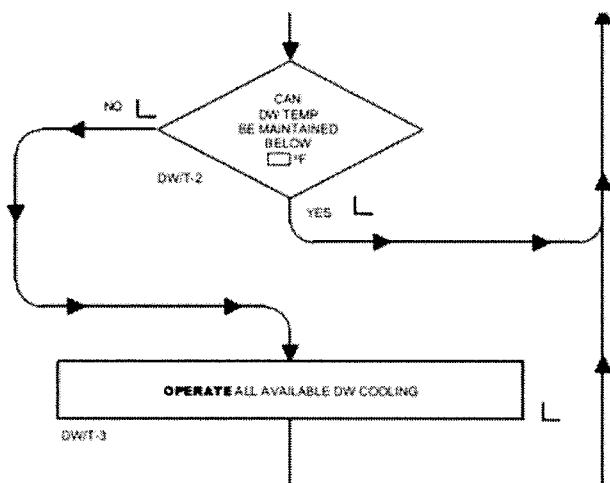 CAN
DW TEMP
BE MAINTAINED
BELOW
°F
NO
DW/T-2
YES
OPERATE ALL AVAILABLE DW COOLING
DW/T-3